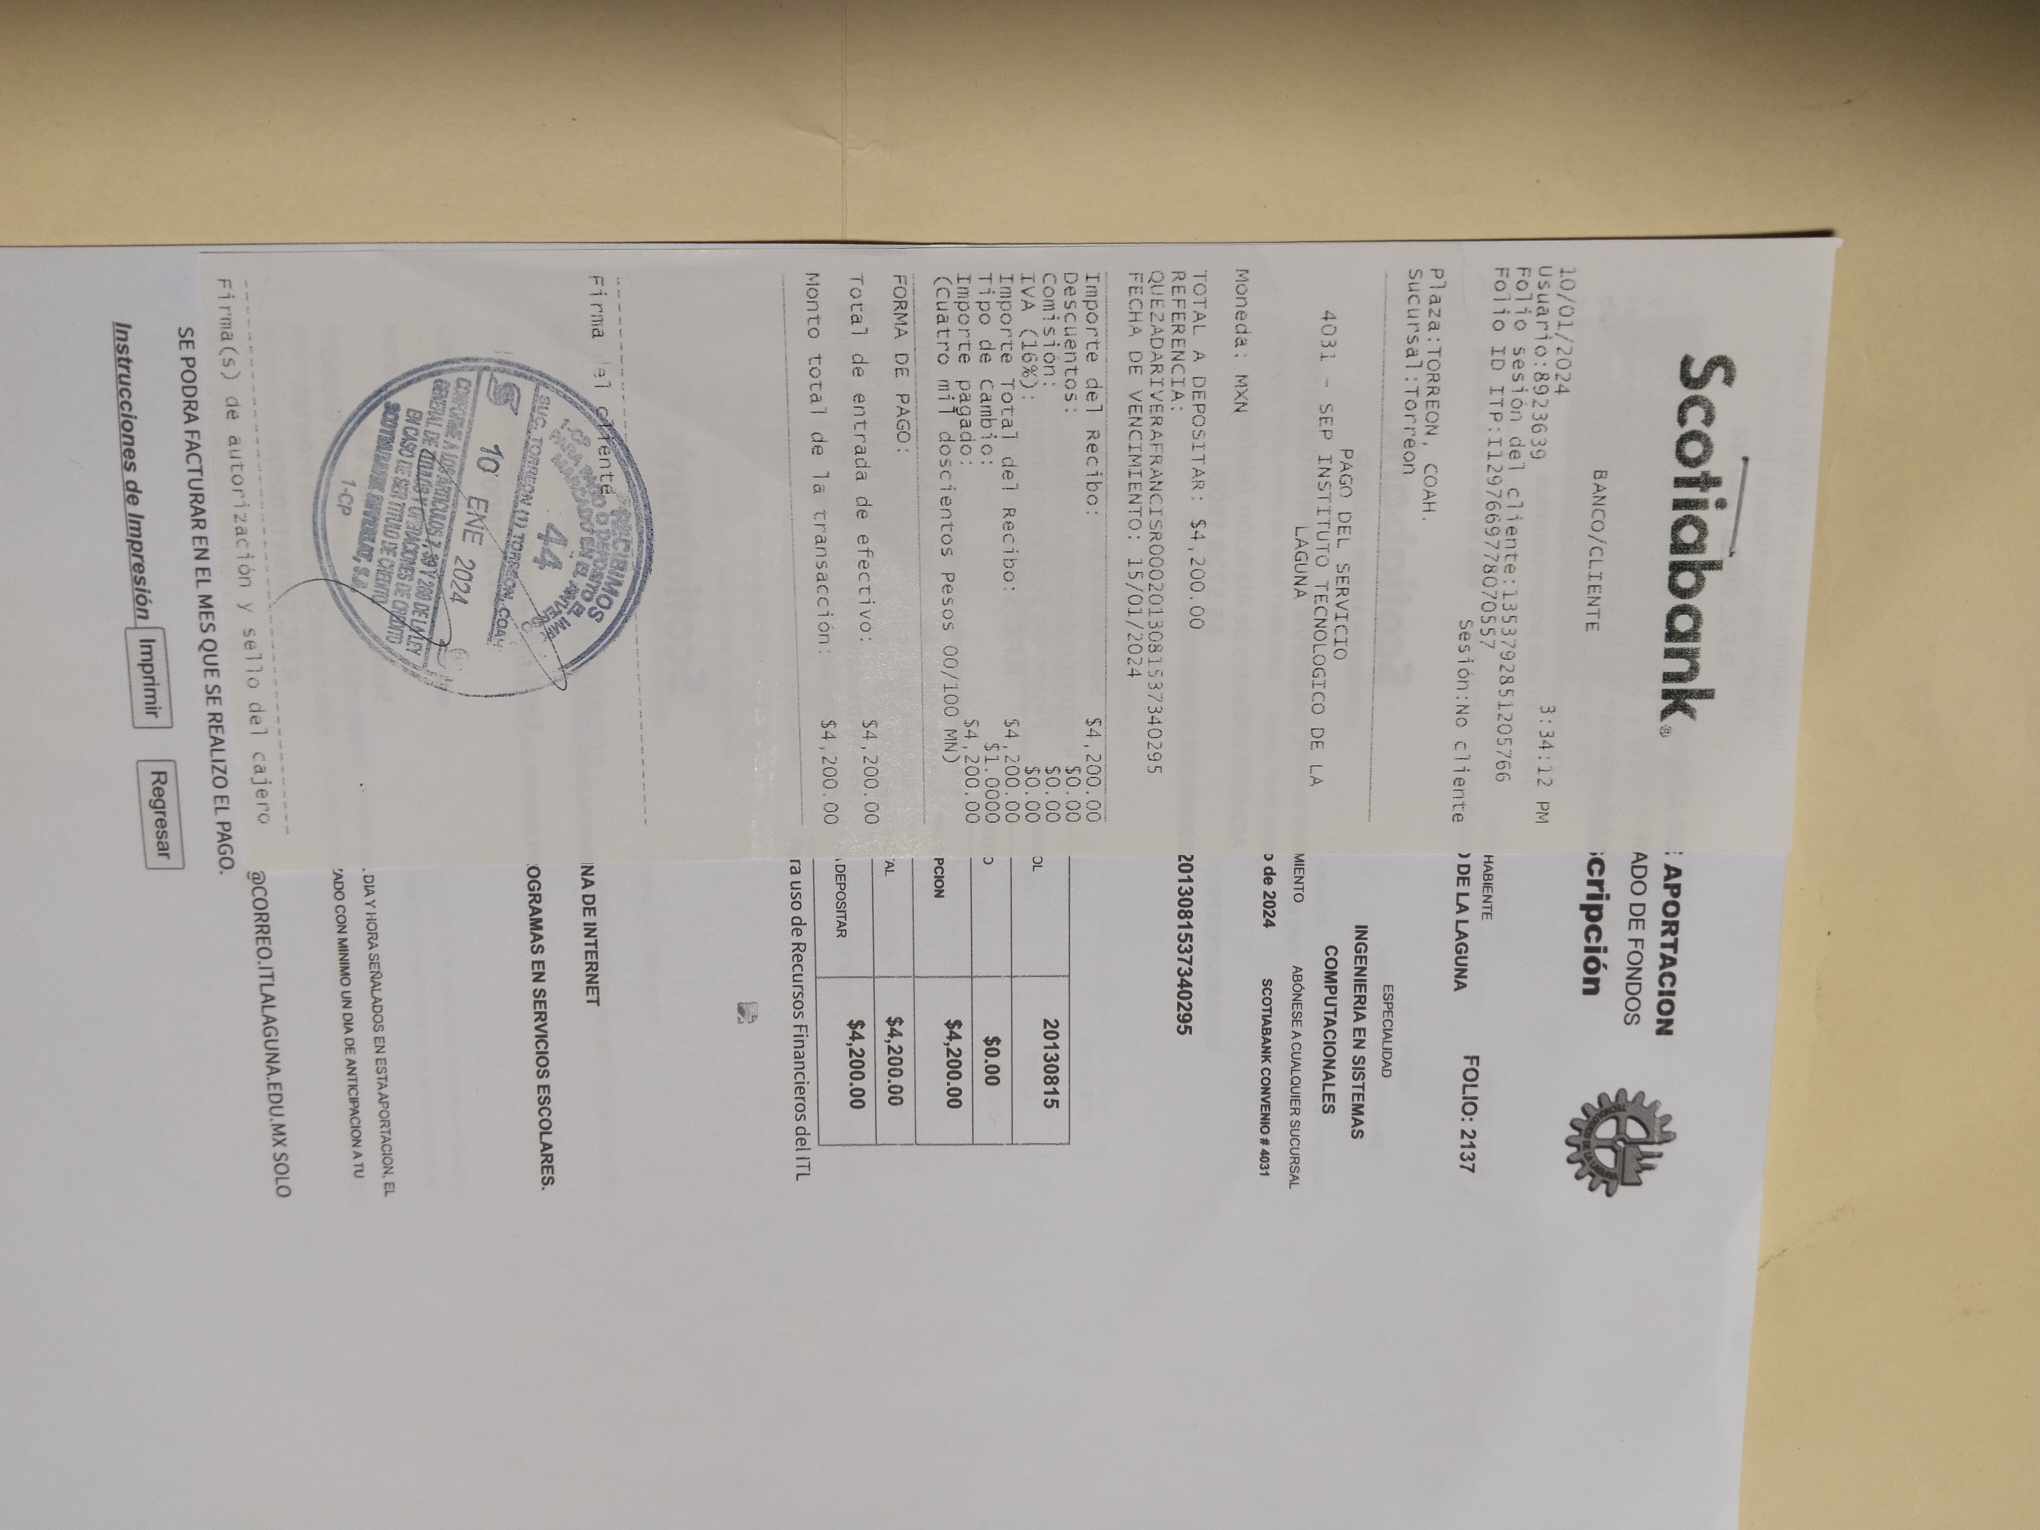 Scotiabank®
BANCO/CLIENTE
10/01/2024
3:34:12 PM
Usuario:8923639
Folio sesión del cliente:1353792851205766
Folio ID ITP:I1297669778070557
Sesión:No cliente
Plaza:TORREON, COAH.
Sucursal:Torreon
PAGO DEL SERVICIO
4031 - SEP INSTITUTO TECNOLOGICO DE LA
LAGUNA
Moneda: MXN
TOTAL A DEPOSITAR: $4,200.00
REFERENCIA:
QUEZADARIVERAFRANCISR0002013081537340295
FECHA DE VENCIMIENTO: 15/01/2024
Importe del Recibo: $4,200.00
Descuentos: $0.00
Comisión: $0.00
IVA (16%): $0.00
Importe Total del Recibo: $4,200.00
Tipo de Cambio: $1.0000
Importe pagado: $4,200.00
(Cuatro mil doscientos Pesos 00/100 MN)
FORMA DE PAGO:
Total de entrada de efectivo: $4,200.00
Monto total de la transacción: $4,200.00
Firma del cliente
RECIBIMOS
1-CP PARA PAGO O DEPOSITO EL IMP.
MARCADO EN EL ANVERSO
44
SUC. TORREON (1) TORREON, COAH
10 ENE 2024
CONFORME A LOS ARTICULOS 7, 39 Y 288 DE LA LEY
GENERAL DE TITULOS Y OPERACIONES DE CREDITO
EN CASO DE SER TITULO DE CREDITO
SCOTIABANK INVERLAT, S.A.
1-CP
Firma(s) de autorización y sello del cajero
E APORTACION
ADO DE FONDOS
scripción
HABIENTE
O DE LA LAGUNA
FOLIO: 2137
ESPECIALIDAD
INGENIERIA EN SISTEMAS
COMPUTACIONALES
MIENTO
ABÓNESE A CUALQUIER SUCURSAL
o de 2024
SCOTIABANK CONVENIO # 4031
2013081537340295
OL 20130815
O $0.00
PCION $4,200.00
AL $4,200.00
DEPOSITAR $4,200.00
ra uso de Recursos Financieros del ITL
INA DE INTERNET
OGRAMAS EN SERVICIOS ESCOLARES.
DIA Y HORA SEÑALADOS EN ESTA APORTACION, EL
ZADO CON MINIMO UN DIA DE ANTICIPACION A TU
@CORREO.ITLALAGUNA.EDU.MX SOLO
SE PODRA FACTURAR EN EL MES QUE SE REALIZO EL PAGO.
Instrucciones de Impresión
Imprimir
Regresar